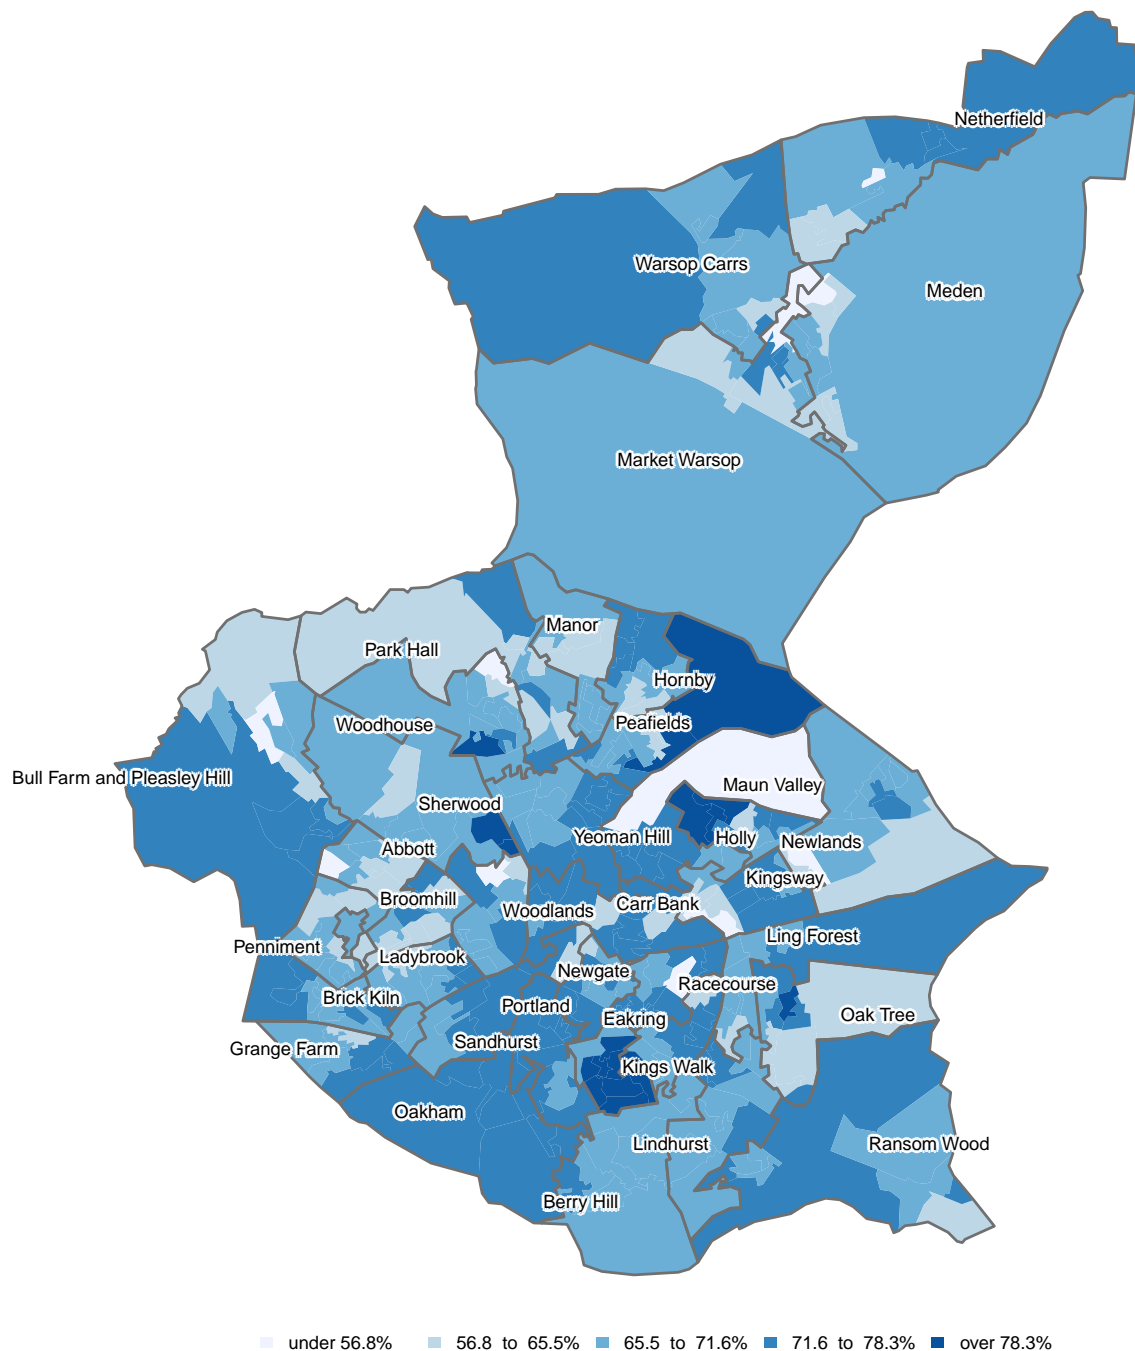 Netherfield
Warsop Carrs
Meden
Market Warsop
Manor
Park Hall
Hornby
Peafields
Woodhouse
Bull Farm and Pleasley Hill
Maun Valley
Sherwood
Yeoman Hill
Holly
Newlands
Abbott
Kingsway
Broomhill
Carr Bank
Woodlands
Ling Forest
Penniment
Ladybrook
Newgate
Racecourse
Brick Kiln
Portland
Oak Tree
Eakring
Sandhurst
Grange Farm
Kings Walk
Oakham
Lindhurst
Ransom Wood
Berry Hill
under 56.8% 56.8 to 65.5% 65.5 to 71.6% 71.6 to 78.3% over 78.3%